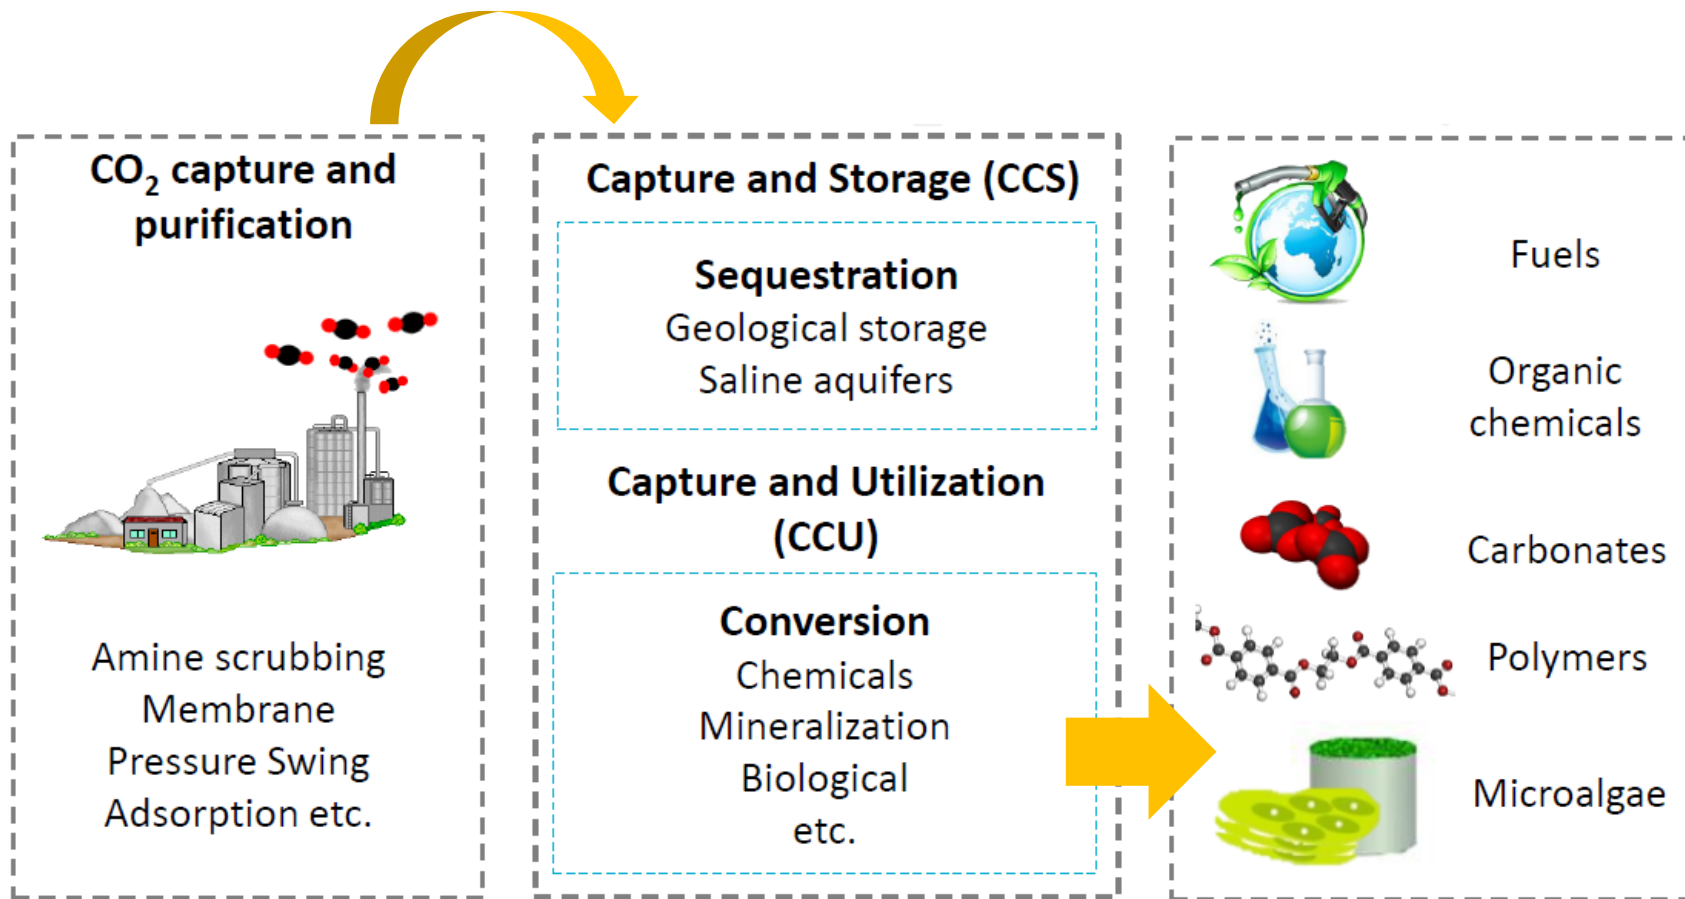 CO₂ capture and
purification
Amine scrubbing
Membrane
Pressure Swing
Adsorption etc.
Capture and Storage (CCS)
Sequestration
Geological storage
Saline aquifers
Capture and Utilization
(CCU)
Conversion
Chemicals
Mineralization
Biological
etc.
Fuels
Organic
chemicals
Carbonates
Polymers
Microalgae